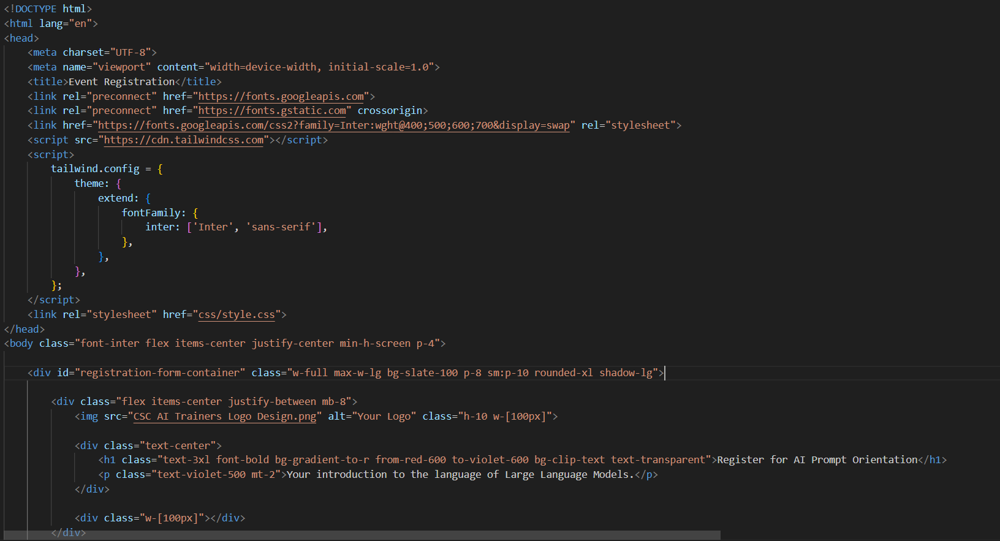 <!DOCTYPE html>
<html lang="en">
<head>
    <meta charset="UTF-8">
    <meta name="viewport" content="width=device-width, initial-scale=1.0">
    <title>Event Registration</title>
    <link rel="preconnect" href="https://fonts.googleapis.com">
    <link rel="preconnect" href="https://fonts.gstatic.com" crossorigin>
    <link href="https://fonts.googleapis.com/css2?family=Inter:wght@400;500;600;700&display=swap" rel="stylesheet">
    <script src="https://cdn.tailwindcss.com"></script>
    <script>
        tailwind.config = {
            theme: {
                extend: {
                    fontFamily: {
                        inter: ['Inter', 'sans-serif'],
                    },
                },
            },
        };
    </script>
    <link rel="stylesheet" href="css/style.css">
</head>
<body class="font-inter flex items-center justify-center min-h-screen p-4">
    <div id="registration-form-container" class="w-full max-w-lg bg-slate-100 p-8 sm:p-10 rounded-xl shadow-lg">
        <div class="flex items-center justify-between mb-8">
            <img src="CSC AI Trainers Logo Design.png" alt="Your Logo" class="h-10 w-[100px]">
            <div class="text-center">
                <h1 class="text-3xl font-bold bg-gradient-to-r from-red-600 to-violet-600 bg-clip-text text-transparent">Register for AI Prompt Orientation</h1>
                <p class="text-violet-500 mt-2">Your introduction to the language of Large Language Models.</p>
            </div>
            <div class="w-[100px]"></div>
        </div>